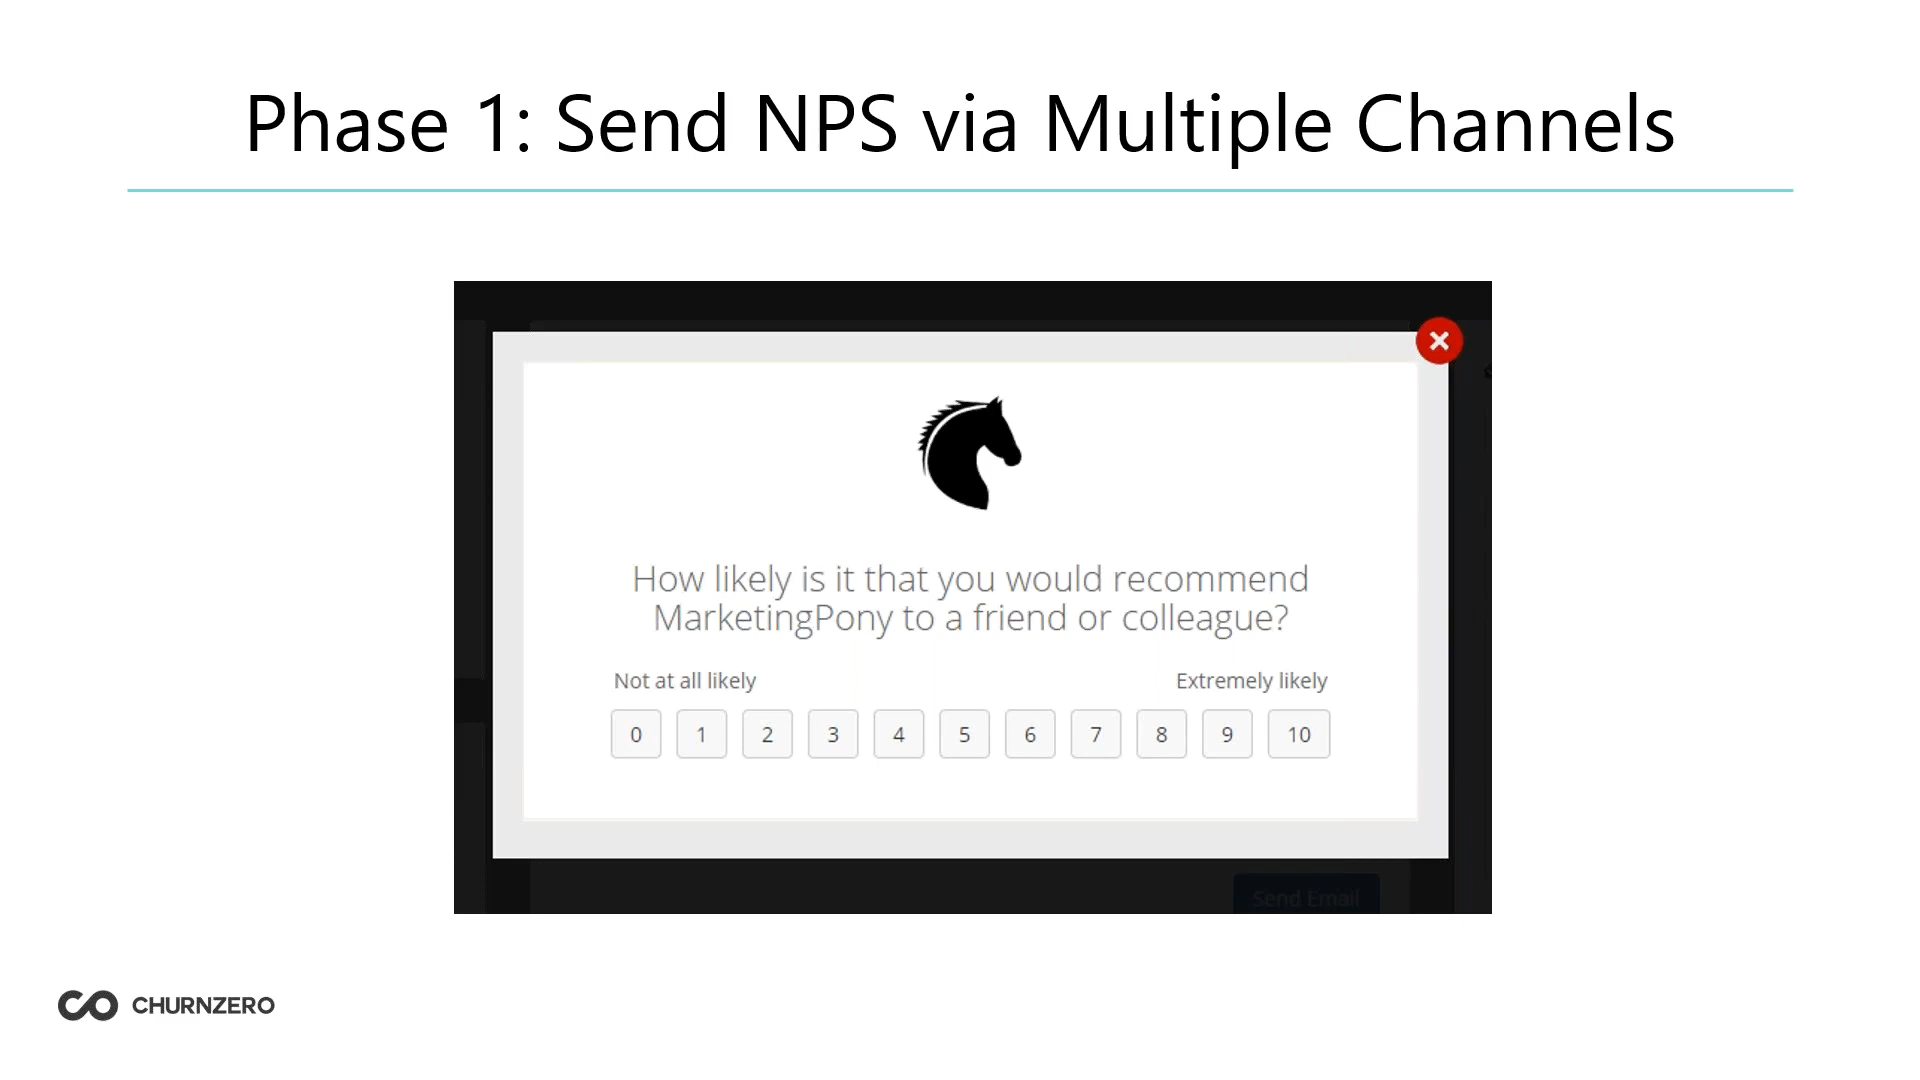 Phase 1: Send NPS via Multiple Channels
How likely is it that you would recommend
MarketingPony to a friend or colleague?
Not at all likely Extremely likely
0 1 2 3 4 5 6 7 8 9 10
Send Email
CHURNZERO